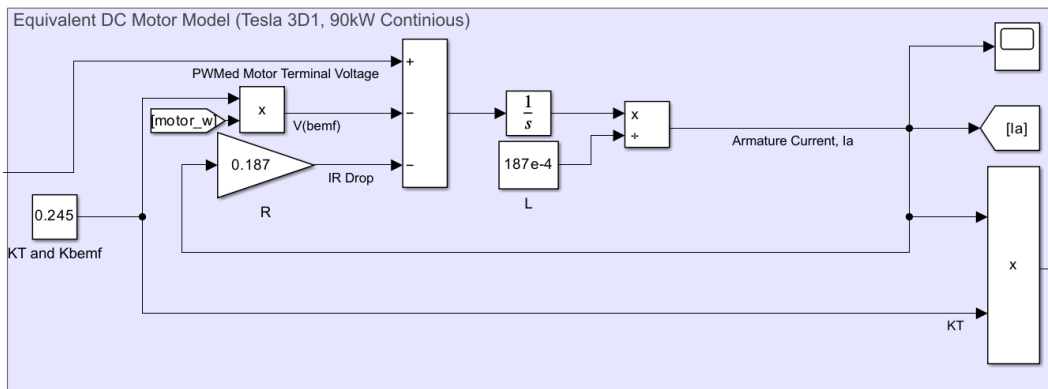 Equivalent DC Motor Model (Tesla 3D1, 90kW Continious)
+
PWMed Motor Terminal Voltage
[motor_w]
x
V(bemf)
−
1
s
x
÷
Armature Current, Ia
[Ia]
0.187
IR Drop
−
187e-4
R
L
0.245
KT and Kbemf
x
KT